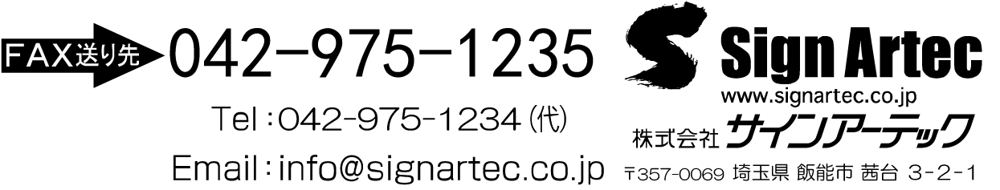 FAX送り先 042-975-1235
Tel:042-975-1234(代)
Email:info@signartec.co.jp
Sign Artec
www.signartec.co.jp
株式会社 サインアーテック
〒357-0069 埼玉県 飯能市 茜台 3-2-1